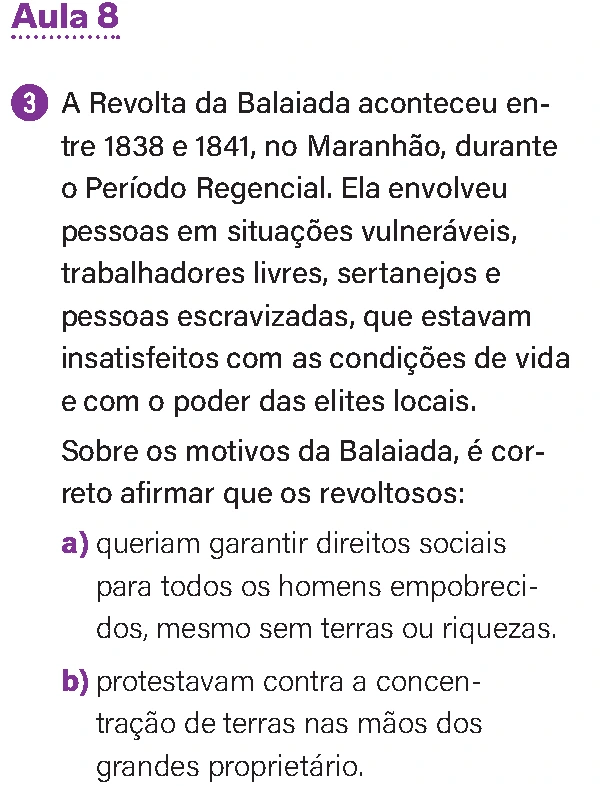 Aula 8
3 A Revolta da Balaiada aconteceu en-
tre 1838 e 1841, no Maranhão, durante
o Período Regencial. Ela envolveu
pessoas em situações vulneráveis,
trabalhadores livres, sertanejos e
pessoas escravizadas, que estavam
insatisfeitos com as condições de vida
e com o poder das elites locais.
Sobre os motivos da Balaiada, é cor-
reto afirmar que os revoltosos:
a) queriam garantir direitos sociais
para todos os homens empobreci-
dos, mesmo sem terras ou riquezas.
b) protestavam contra a concen-
tração de terras nas mãos dos
grandes proprietário.